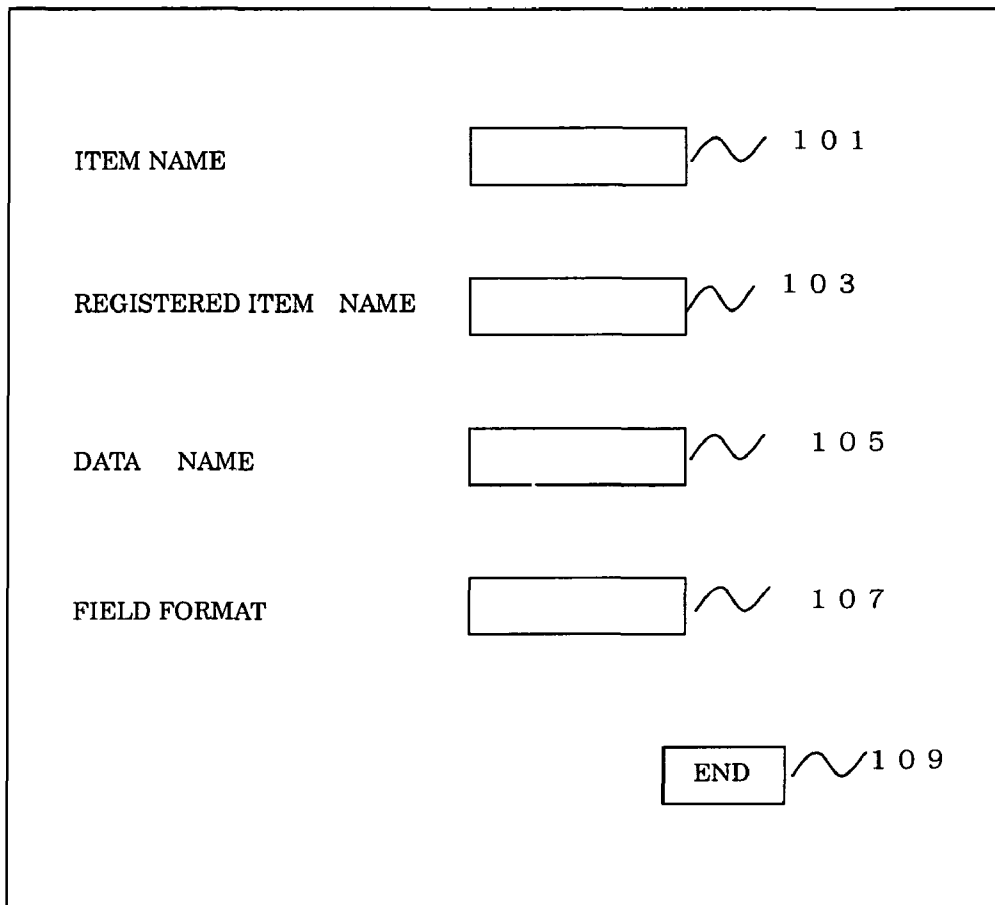 ITEM NAME 101
REGISTERED ITEM NAME 103
DATA NAME 105
FIELD FORMAT 107
END 109